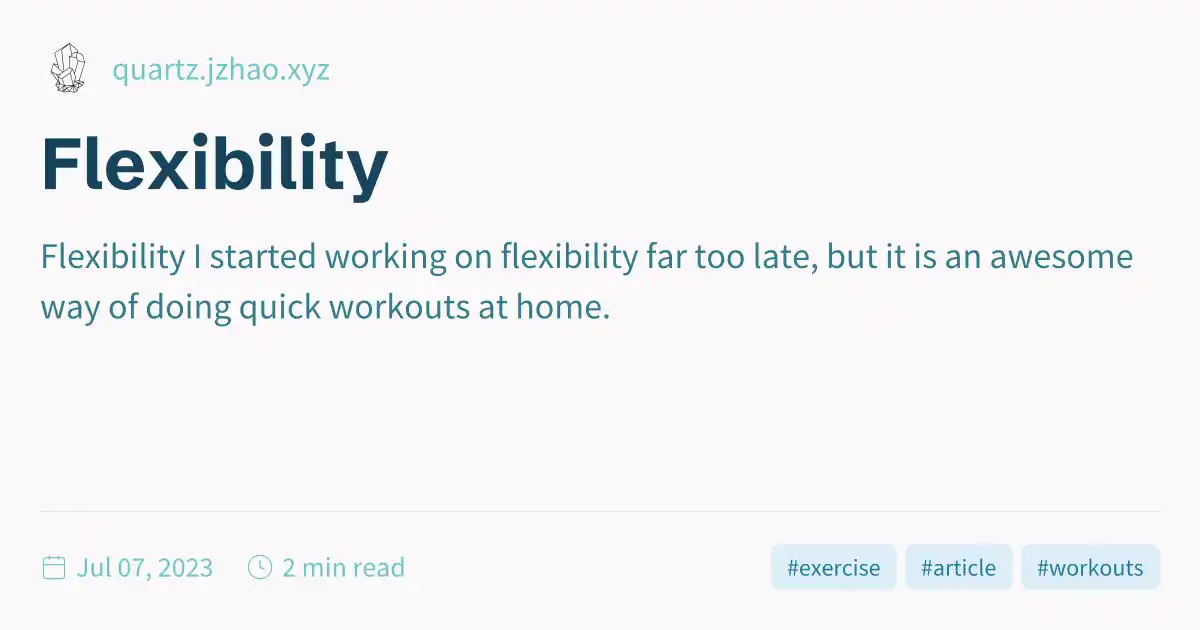 quartz.jzhao.xyz
Flexibility
Flexibility I started working on flexibility far too late, but it is an awesome
way of doing quick workouts at home.
Jul 07, 2023 2 min read #exercise #article #workouts